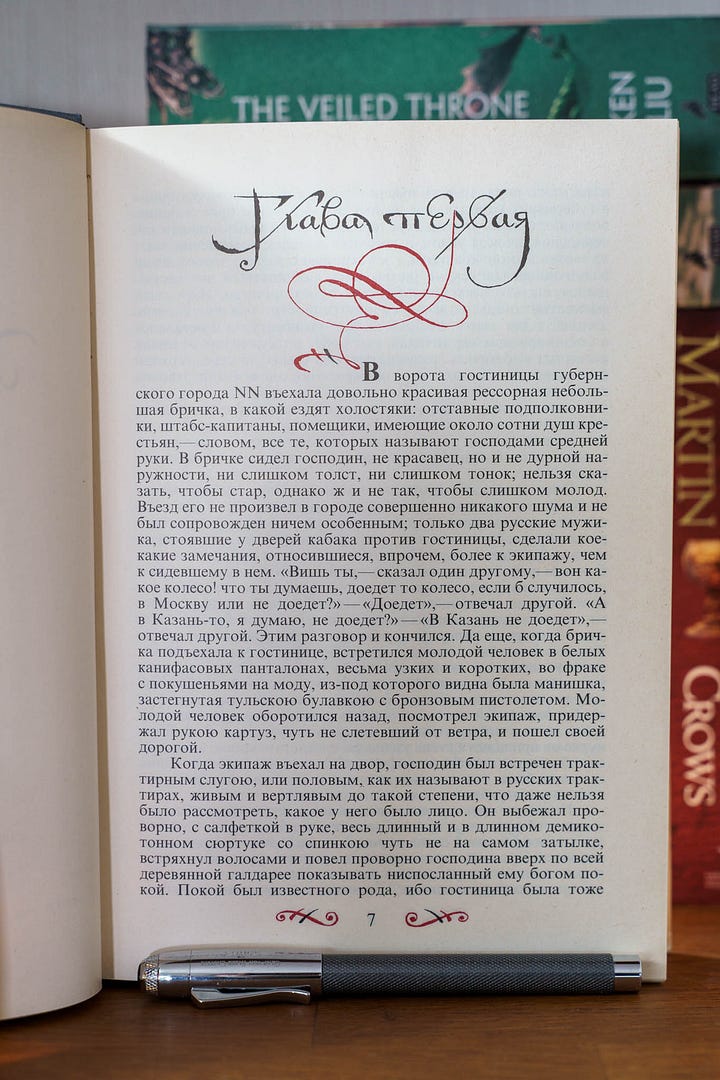 THE VEILED THRONE
KEN
LIU
MARTIN
CROWS
Глава первая
В ворота гостиницы губерн-
ского города NN въехала довольно красивая рессорная неболь-
шая бричка, в какой ездят холостяки: отставные подполковни-
ки, штабс-капитаны, помещики, имеющие около сотни душ кре-
стьян,— словом, все те, которых называют господами средней
руки. В бричке сидел господин, не красавец, но и не дурной на-
ружности, ни слишком толст, ни слишком тонок; нельзя ска-
зать, чтобы стар, однако ж и не так, чтобы слишком молод.
Въезд его не произвел в городе совершенно никакого шума и не
был сопровожден ничем особенным; только два русские мужи-
ка, стоявшие у дверей кабака против гостиницы, сделали кое-
какие замечания, относившиеся, впрочем, более к экипажу, чем
к сидевшему в нем. «Вишь ты,— сказал один другому,— вон ка-
кое колесо! что ты думаешь, доедет то колесо, если б случилось,
в Москву или не доедет?» — «Доедет»,— отвечал другой. «А
в Казань-то, я думаю, не доедет?» — «В Казань не доедет»,—
отвечал другой. Этим разговор и кончился. Да еще, когда брич-
ка подъехала к гостинице, встретился молодой человек в белых
канифасовых панталонах, весьма узких и коротких, во фраке
с покушеньями на моду, из-под которого видна была манишка,
застегнутая тульскою булавкою с бронзовым пистолетом. Мо-
лодой человек оборотился назад, посмотрел экипаж, придер-
жал рукою картуз, чуть не слетевший от ветра, и пошел своей
дорогой.
Когда экипаж въехал на двор, господин был встречен трак-
тирным слугою, или половым, как их называют в русских трак-
тирах, живым и вертлявым до такой степени, что даже нельзя
было рассмотреть, какое у него было лицо. Он выбежал про-
ворно, с салфеткой в руке, весь длинный и в длинном демико-
тонном сюртуке со спинкою чуть не на самом затылке,
встряхнул волосами и повел проворно господина вверх по всей
деревянной галдарее показывать ниспосланный ему богом по-
кой. Покой был известного рода, ибо гостиница была тоже
7